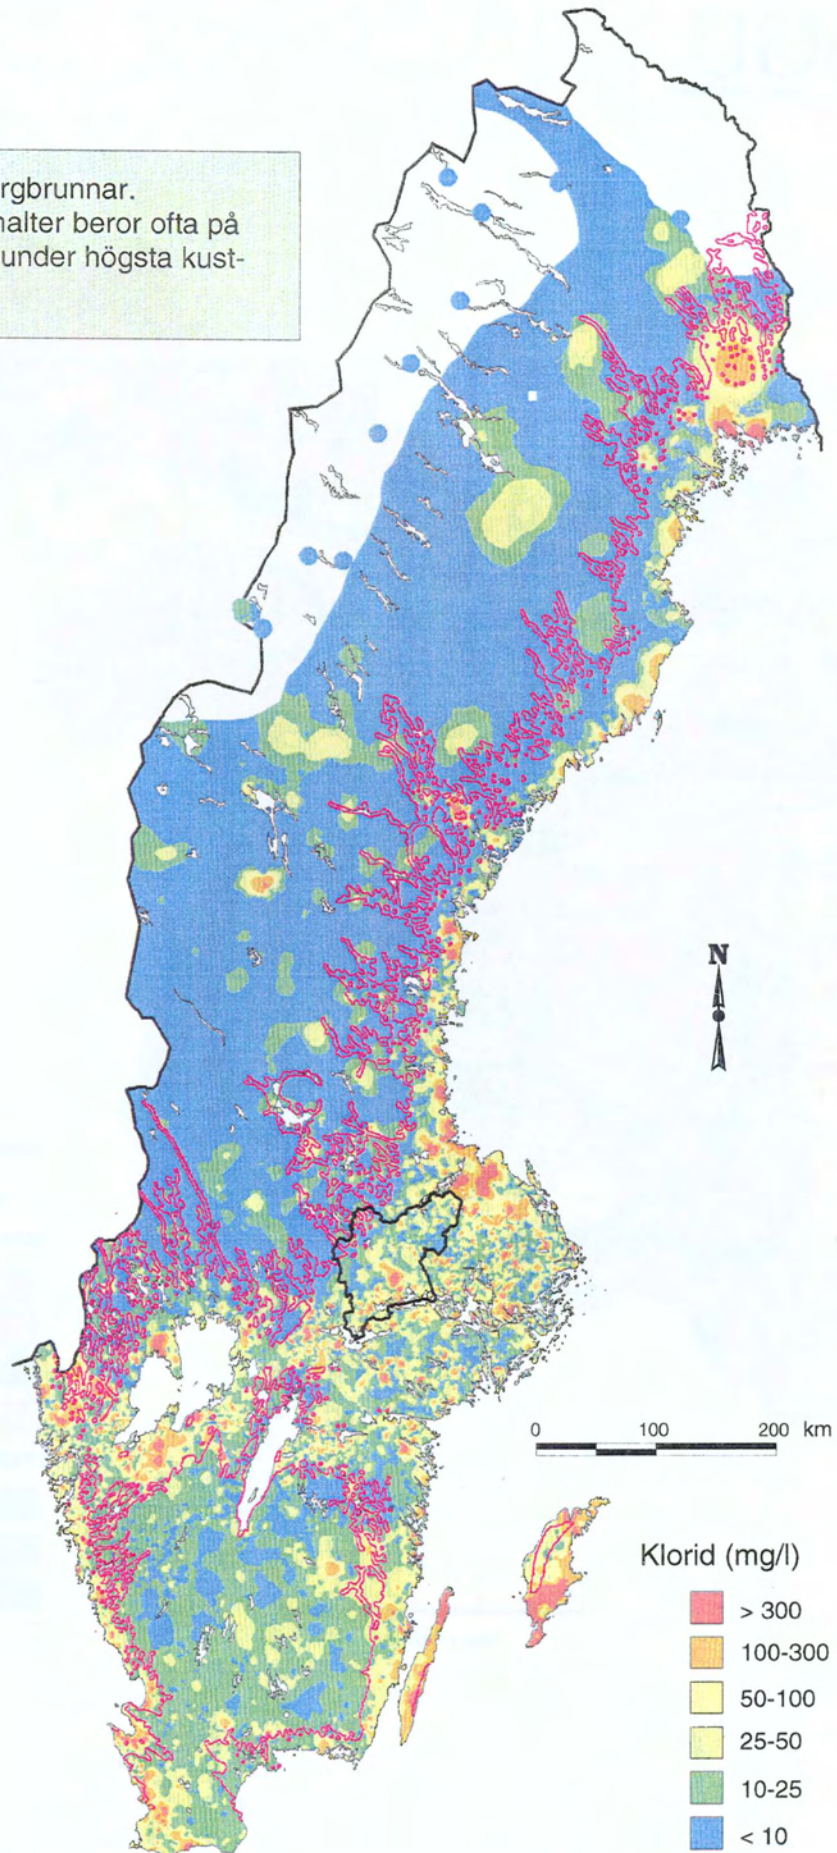 rgbrunnar.
halter beror ofta på
under högsta kust-
N
0 100 200 km
Klorid (mg/l)
> 300
100-300
50-100
25-50
10-25
< 10